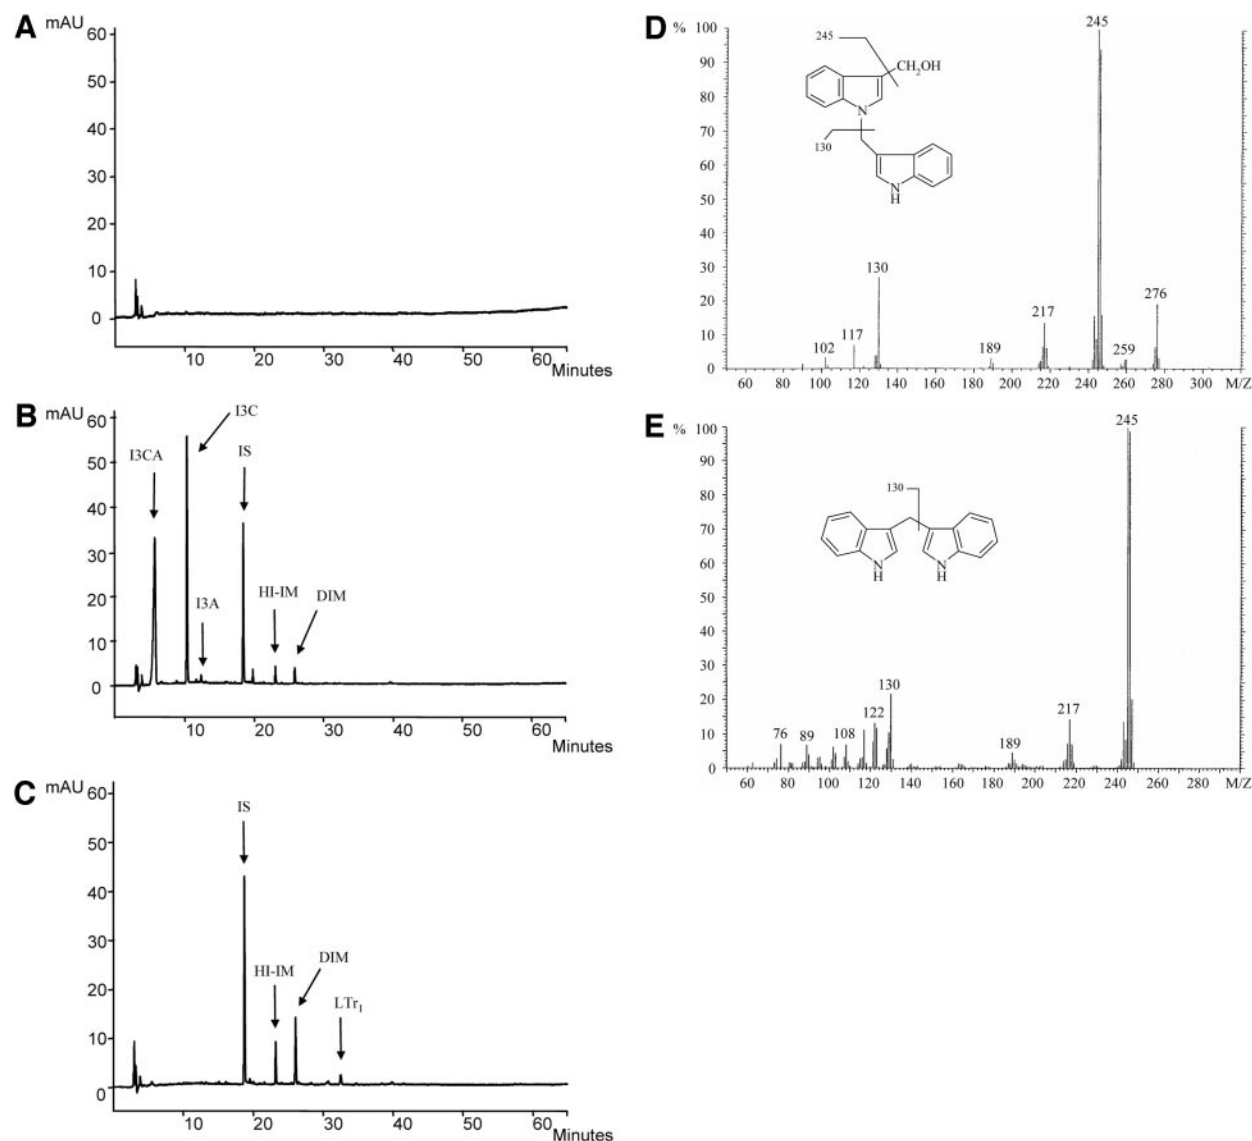 A
mAU
60
50
40
30
20
10
0
10 20 30 40 50 60
Minutes
B
mAU
60
50
40
30
20
10
0
I3CA
I3C
I3A
IS
HI-IM
DIM
10 20 30 40 50 60
Minutes
C
mAU
60
50
40
30
20
10
0
IS
HI-IM
DIM
LTr₁
10 20 30 40 50 60
Minutes
D
%
100
90
80
70
60
50
40
30
20
10
0
245
CH₂OH
N
130
N
H
102
117
130
189
217
245
259
276
60 80 100 120 140 160 180 200 220 240 260 280 300 M/Z
E
%
100
90
80
70
60
50
40
30
20
10
0
130
N
H
N
H
76
89
108
122
130
189
217
245
60 80 100 120 140 160 180 200 220 240 260 280 M/Z